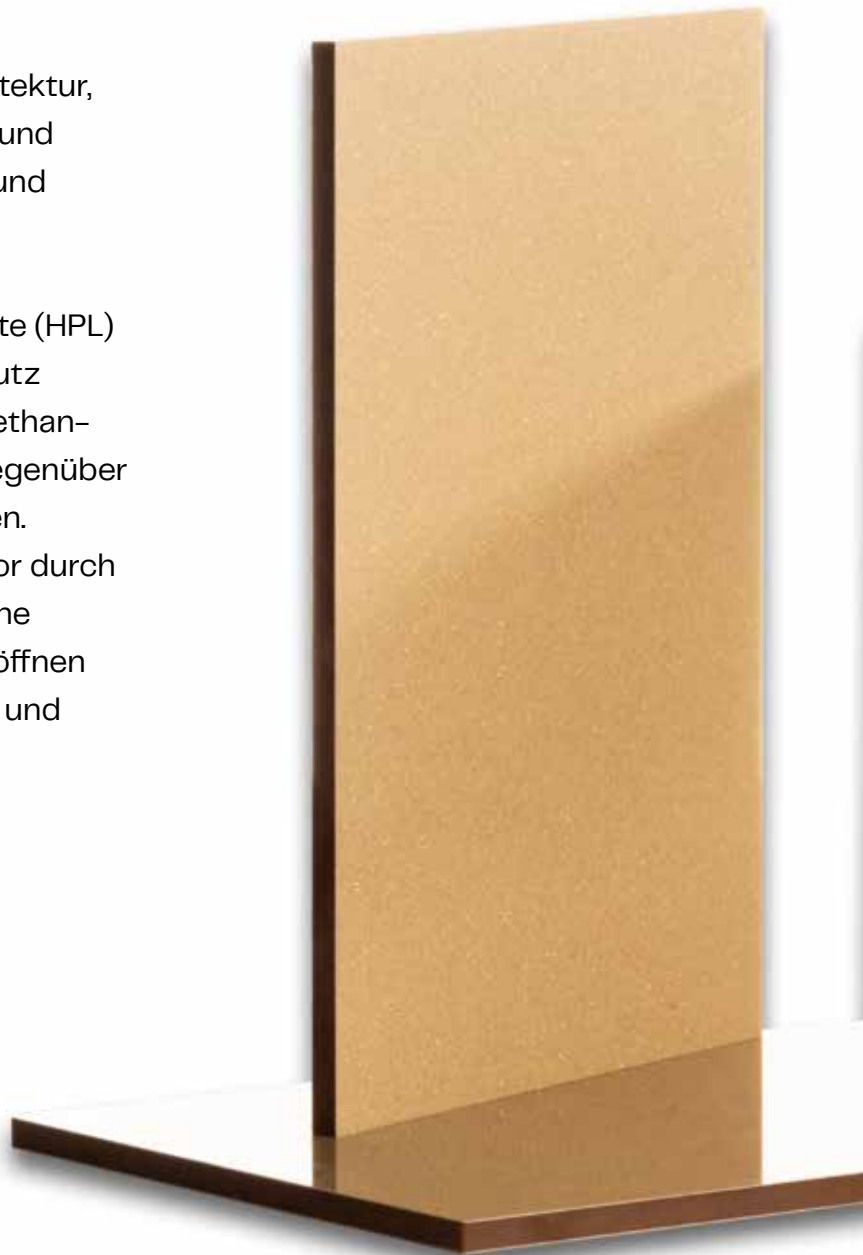 tektur,
und
und
te (HPL)
utz
ethan-
egenüber
en.
or durch
ne
öffnen
und